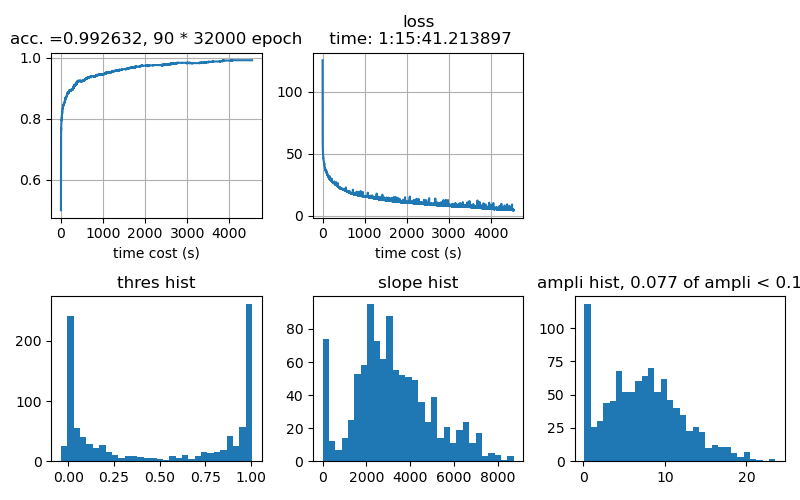 acc. =0.992632, 90 * 32000 epoch
1.0
0.8
0.6
0 1000 2000 3000 4000
time cost (s)
loss
time: 1:15:41.213897
100
50
0
0 1000 2000 3000 4000
time cost (s)
thres hist
200
100
0
0.00 0.25 0.50 0.75 1.00
slope hist
80
60
40
20
0
0 2000 4000 6000 8000
ampli hist, 0.077 of ampli < 0.1
100
75
50
25
0
0 10 20